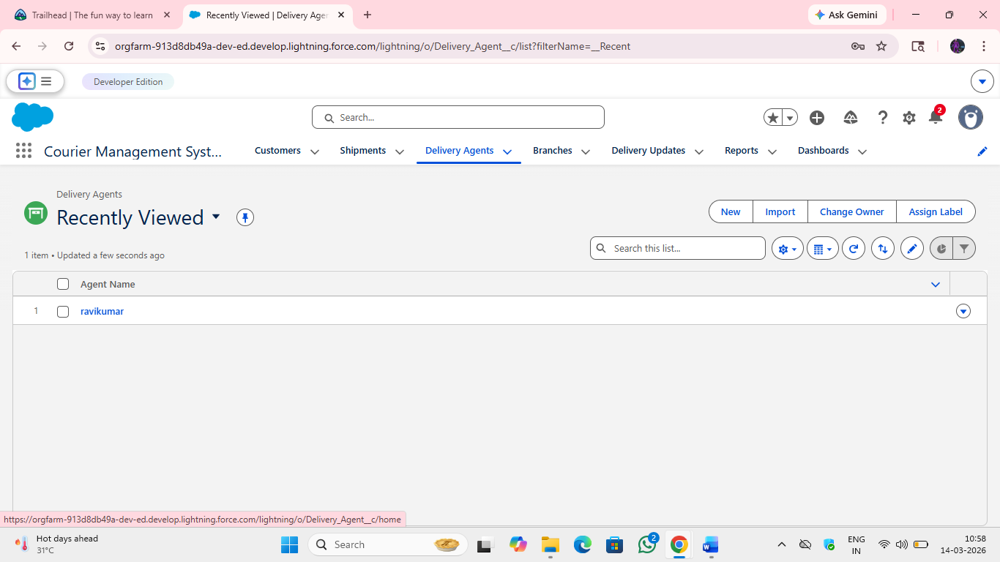 Trailhead | The fun way to learn
Recently Viewed | Delivery Agen
Ask Gemini
orgfarm-913d8db49a-dev-ed.develop.lightning.force.com/lightning/o/Delivery_Agent__c/list?filterName=__Recent
Developer Edition
Search...
2
Courier Management Syst...
Customers
Shipments
Delivery Agents
Branches
Delivery Updates
Reports
Dashboards
Delivery Agents
Recently Viewed
New
Import
Change Owner
Assign Label
1 item • Updated a few seconds ago
Search this list...
Agent Name
1
ravikumar
https://orgfarm-913d8db49a-dev-ed.develop.lightning.force.com/lightning/o/Delivery_Agent__c/home
Hot days ahead
31°C
Search
2
ENG
IN
10:58
14-03-2026